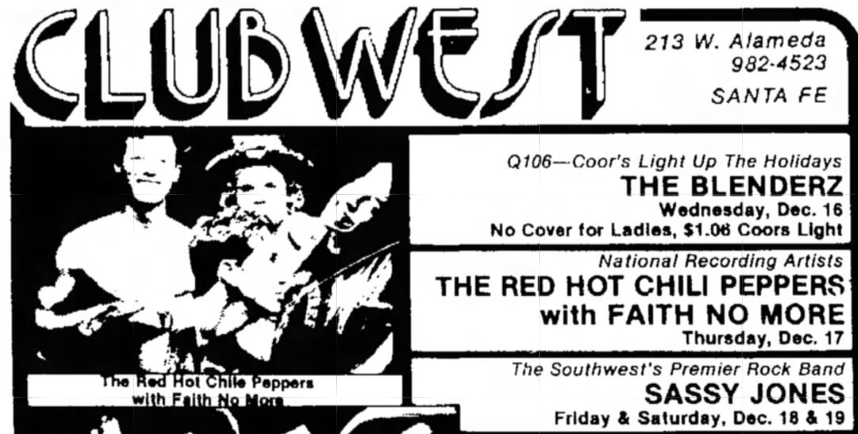 CLUB WEST
213 W. Alameda
982-4523
SANTA FE
Q106—Coor's Light Up The Holidays
THE BLENDERZ
Wednesday, Dec. 16
No Cover for Ladies, $1.06 Coors Light
National Recording Artists
THE RED HOT CHILI PEPPERS
with FAITH NO MORE
Thursday, Dec. 17
The Red Hot Chile Peppers
with Faith No More
The Southwest's Premier Rock Band
SASSY JONES
Friday & Saturday, Dec. 18 & 19